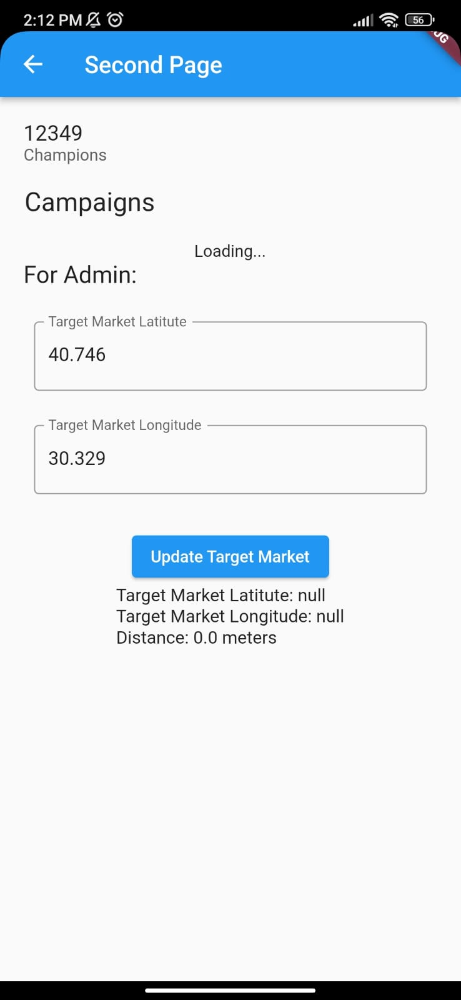 2:12 PM
56
UG
Second Page
12349
Champions
Campaigns
Loading...
For Admin:
Target Market Latitute
40.746
Target Market Longitude
30.329
Update Target Market
Target Market Latitute: null
Target Market Longitude: null
Distance: 0.0 meters